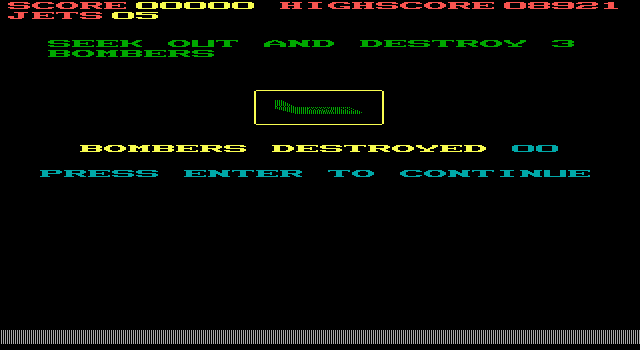 SCORE 00000 HIGHSCORE 08921
JETS 05
SEEK OUT AND DESTROY 3
BOMBERS
BOMBERS DESTROYED 00
PRESS ENTER TO CONTINUE